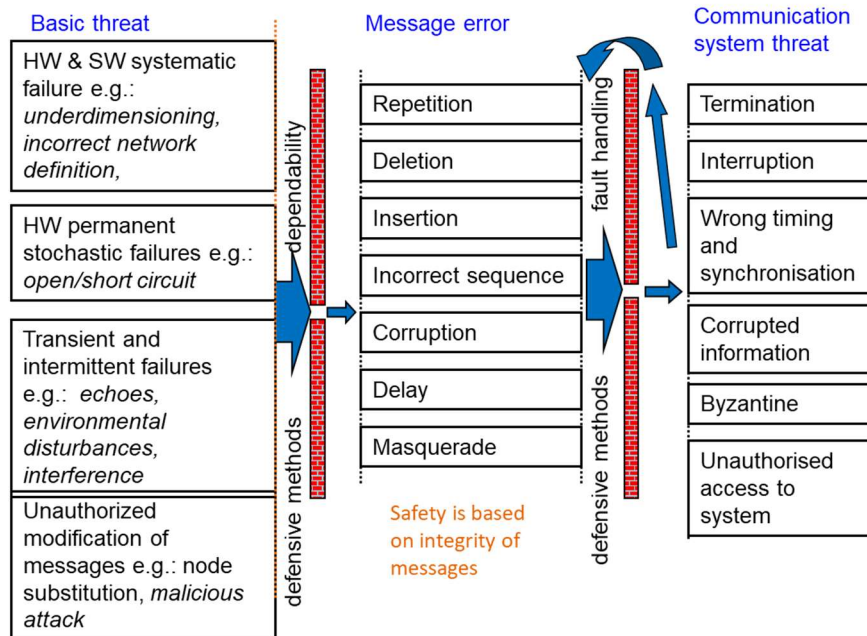 Basic threat
HW & SW systematic
failure e.g.:
underdimensioning,
incorrect network
definition,
HW permanent
stochastic failures e.g.:
open/short circuit
Transient and
intermittent failures
e.g.: echoes,
environmental
disturbances,
interference
Unauthorized
modification of
messages e.g.: node
substitution, malicious
attack
defensive methods
dependability
Message error
Repetition
Deletion
Insertion
Incorrect sequence
Corruption
Delay
Masquerade
Safety is based
on integrity of
messages
defensive methods
fault handling
Communication
system threat
Termination
Interruption
Wrong timing
and
synchronisation
Corrupted
information
Byzantine
Unauthorised
access to
system